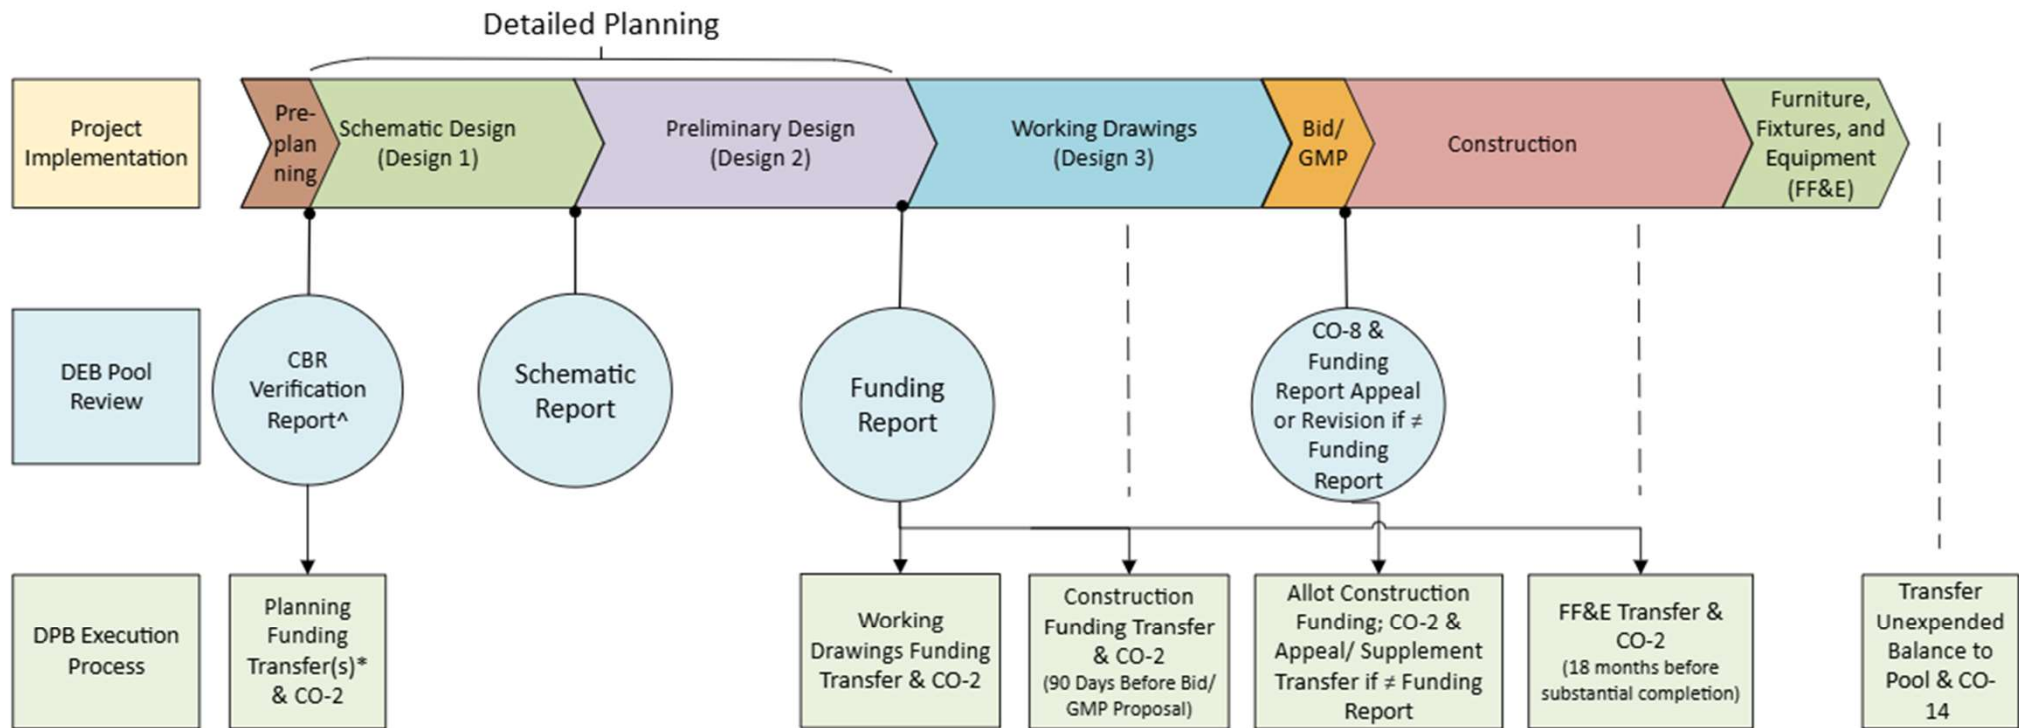 Detailed Planning
Project
Implementation
Pre-
plan
ning
Schematic Design
(Design 1)
Preliminary Design
(Design 2)
Working Drawings
(Design 3)
Bid/
GMP
Construction
Furniture,
Fixtures, and
Equipment
(FF&E)
DEB Pool
Review
CBR
Verification
Report^
Schematic
Report
Funding
Report
CO-8 &
Funding
Report Appeal
or Revision if ≠
Funding
Report
DPB Execution
Process
Planning
Funding
Transfer(s)*
& CO-2
Working
Drawings Funding
Transfer & CO-2
Construction
Funding Transfer
& CO-2
(90 Days Before Bid/
GMP Proposal)
Allot Construction
Funding; CO-2 &
Appeal/ Supplement
Transfer if ≠ Funding
Report
FF&E Transfer &
CO-2
(18 months before
substantial completion)
Transfer
Unexpended
Balance to
Pool & CO-
14